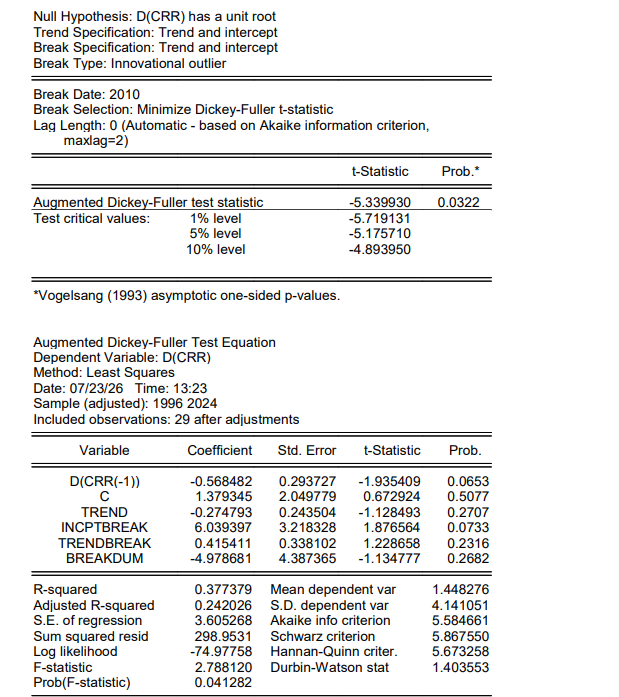 Null Hypothesis: D(CRR) has a unit root
Trend Specification: Trend and intercept
Break Specification: Trend and intercept
Break Type: Innovational outlier
Break Date: 2010
Break Selection: Minimize Dickey-Fuller t-statistic
Lag Length: 0 (Automatic - based on Akaike information criterion,
maxlag=2)
t-Statistic Prob.*
Augmented Dickey-Fuller test statistic -5.339930 0.0322
Test critical values: 1% level -5.719131
5% level -5.175710
10% level -4.893950
*Vogelsang (1993) asymptotic one-sided p-values.
Augmented Dickey-Fuller Test Equation
Dependent Variable: D(CRR)
Method: Least Squares
Date: 07/23/26 Time: 13:23
Sample (adjusted): 1996 2024
Included observations: 29 after adjustments
Variable Coefficient Std. Error t-Statistic Prob.
D(CRR(-1)) -0.568482 0.293727 -1.935409 0.0653
C 1.379345 2.049779 0.672924 0.5077
TREND -0.274793 0.243504 -1.128493 0.2707
INCPTBREAK 6.039397 3.218328 1.876564 0.0733
TRENDBREAK 0.415411 0.338102 1.228658 0.2316
BREAKDUM -4.978681 4.387365 -1.134777 0.2682
R-squared 0.377379 Mean dependent var 1.448276
Adjusted R-squared 0.242026 S.D. dependent var 4.141051
S.E. of regression 3.605268 Akaike info criterion 5.584661
Sum squared resid 298.9531 Schwarz criterion 5.867550
Log likelihood -74.97758 Hannan-Quinn criter. 5.673258
F-statistic 2.788120 Durbin-Watson stat 1.403553
Prob(F-statistic) 0.041282